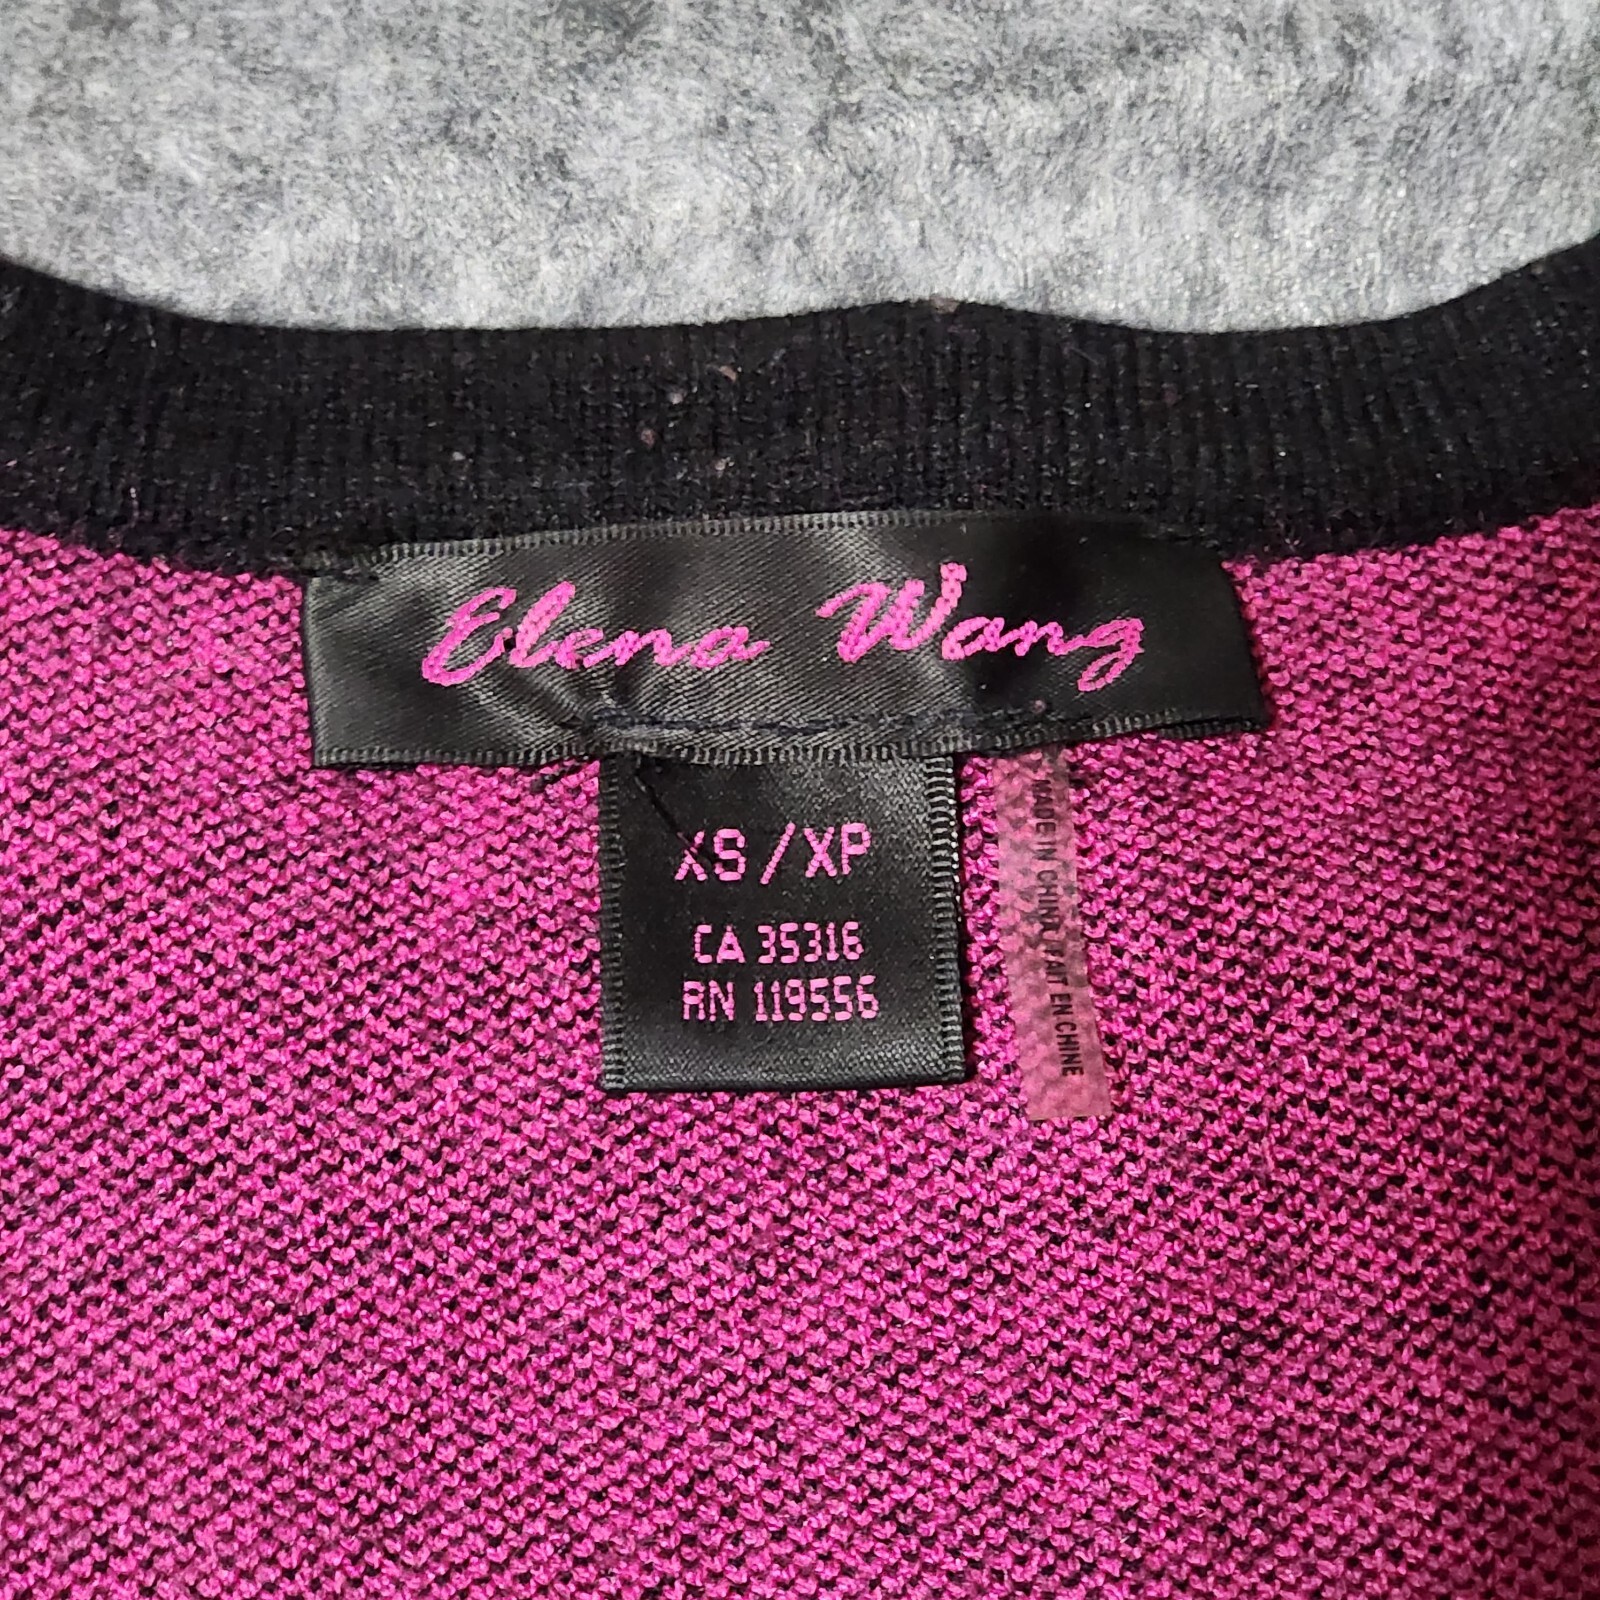 Elena Wang
XS/XP
CA 35316
RN 119556
MADE IN CHINA/FAIT EN CHINE